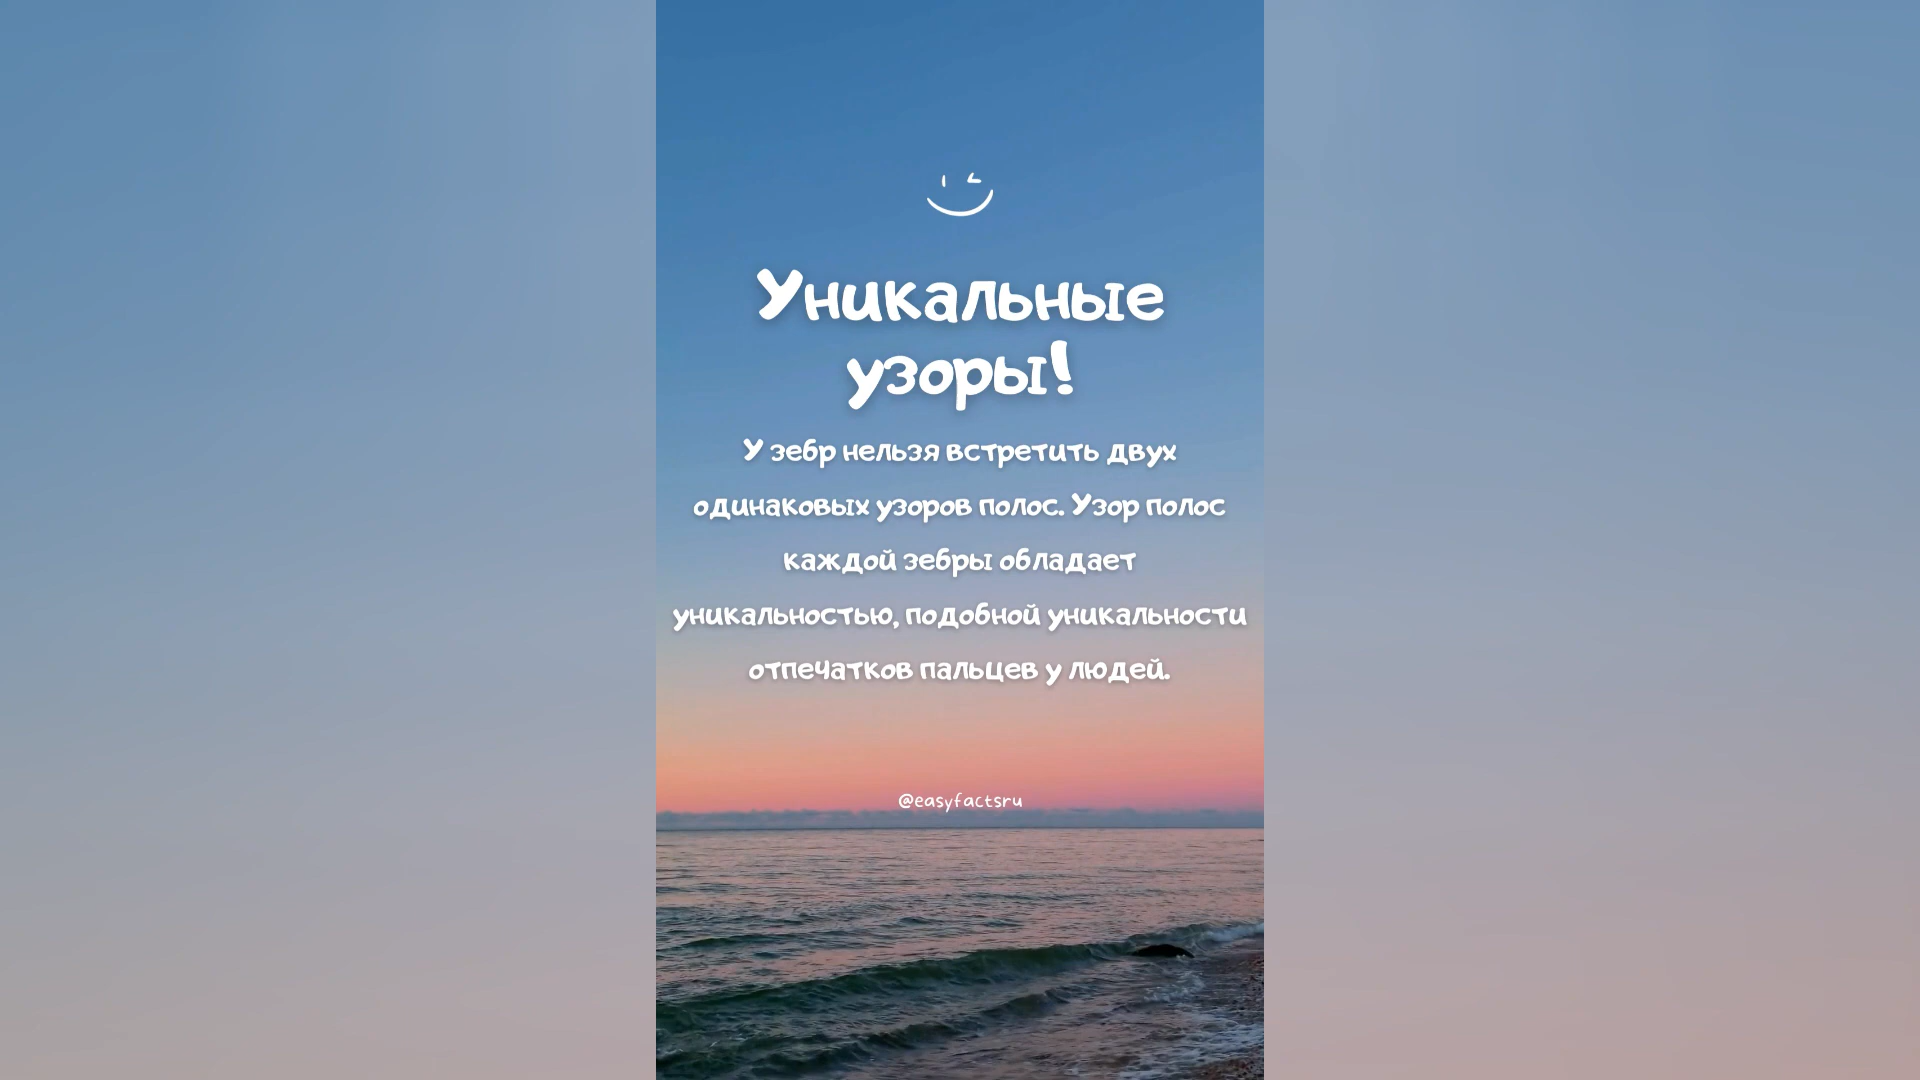 Уникальные
узоры!
У зебр нельзя встретить двух
одинаковых узоров полос. Узор полос
каждой зебры обладает
уникальностью, подобной уникальности
отпечатков пальцев у людей.
@easyfactsru